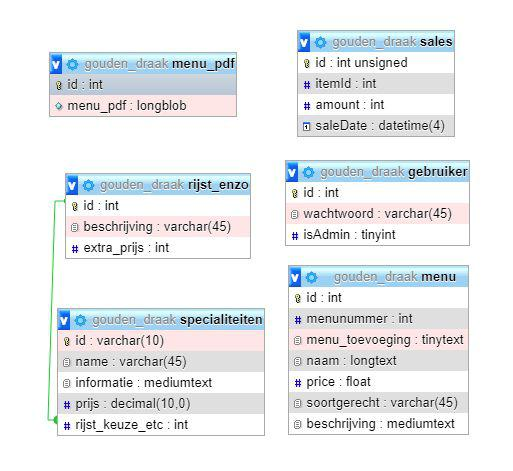 gouden_draak menu_pdf
id : int
menu_pdf : longblob
gouden_draak sales
id : int unsigned
itemId : int
amount : int
saleDate : datetime(4)
gouden_draak rijst_enzo
id : int
beschrijving : varchar(45)
extra_prijs : int
gouden_draak gebruiker
id : int
wachtwoord : varchar(45)
isAdmin : tinyint
gouden_draak specialiteiten
id : varchar(10)
name : varchar(45)
informatie : mediumtext
prijs : decimal(10,0)
rijst_keuze_etc : int
gouden_draak menu
id : int
menunummer : int
menu_toevoeging : tinytext
naam : longtext
price : float
soortgerecht : varchar(45)
beschrijving : mediumtext